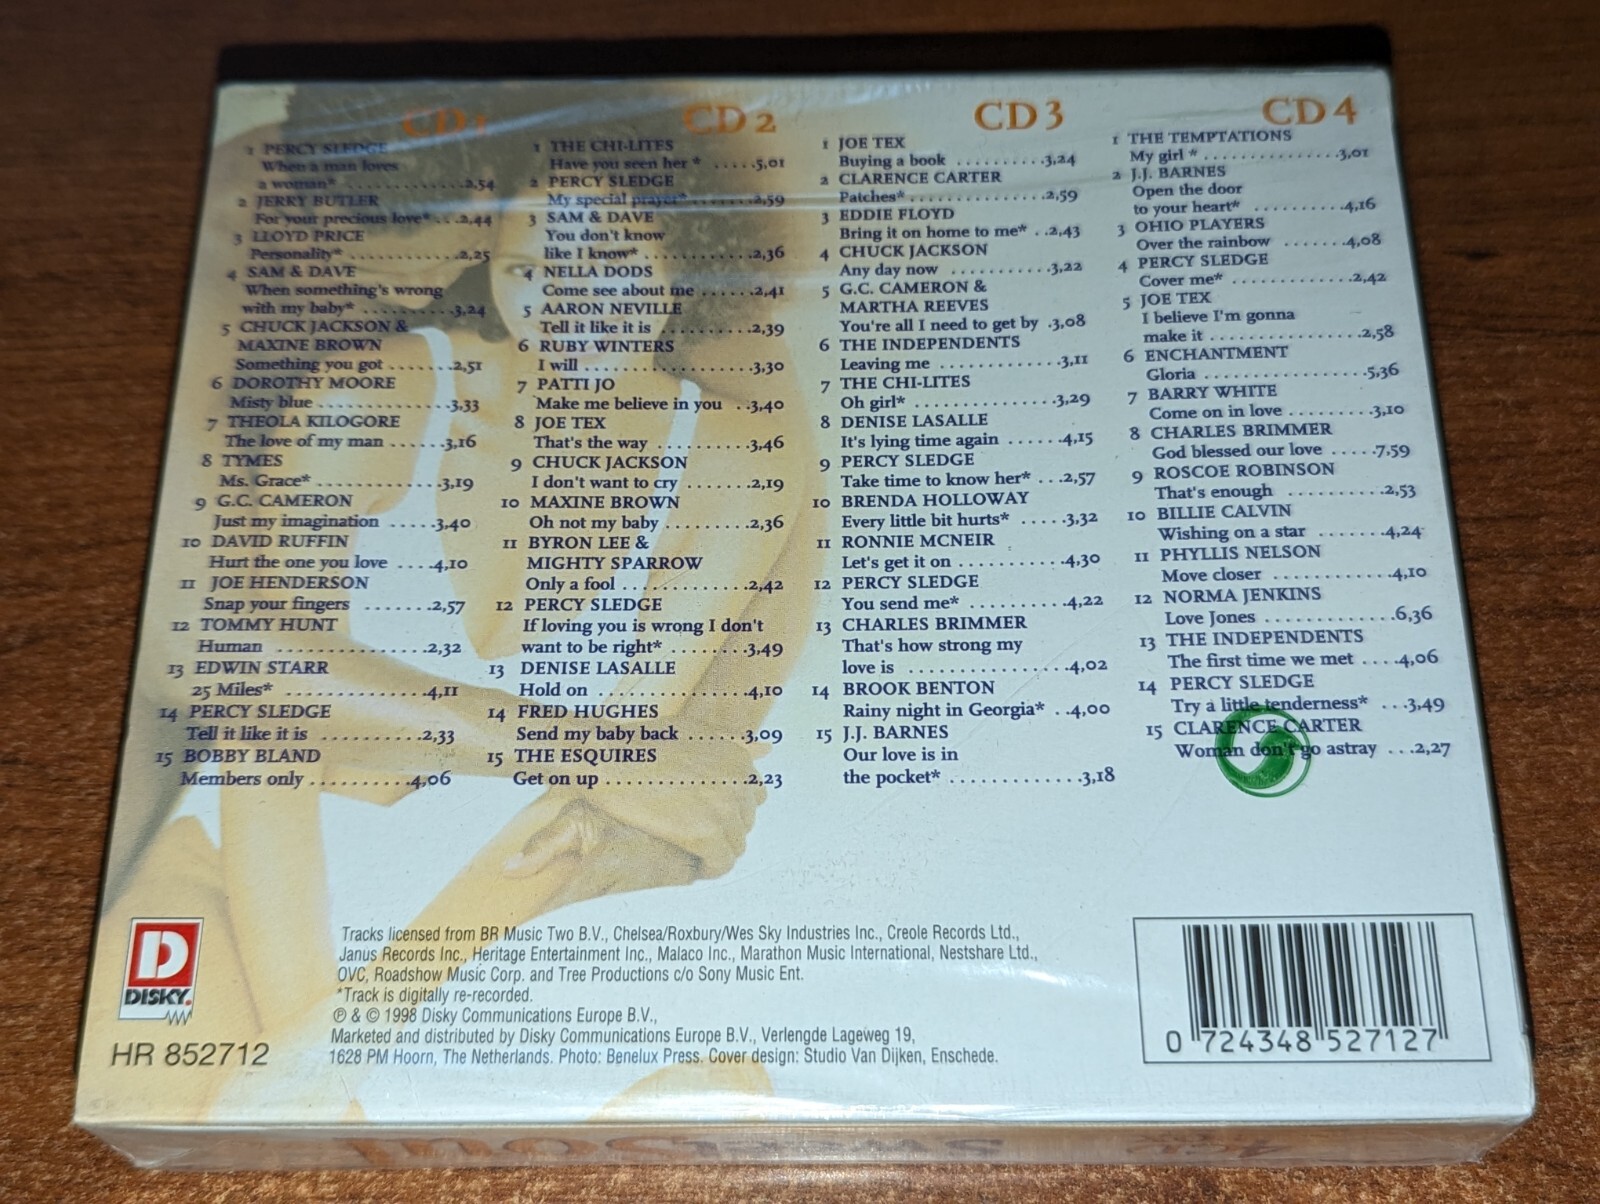 CD 1
1 PERCY SLEDGE
When a man loves
a woman* .............2,54
2 JERRY BUTLER
For your precious love* ...2,44
3 LLOYD PRICE
Personality* ............2,25
4 SAM & DAVE
When something's wrong
with my baby* ..........3,24
5 CHUCK JACKSON &
MAXINE BROWN
Something you got .......2,51
6 DOROTHY MOORE
Misty blue ..............3,33
7 THEOLA KILOGORE
The love of my man ......3,16
8 TYMES
Ms. Grace* ..............3,19
9 G.C. CAMERON
Just my imagination .....3,40
10 DAVID RUFFIN
Hurt the one you love ....4,10
11 JOE HENDERSON
Snap your fingers .......2,57
12 TOMMY HUNT
Human ...............2,32
13 EDWIN STARR
25 Miles* ..............4,11
14 PERCY SLEDGE
Tell it like it is ..........2,33
15 BOBBY BLAND
Members only ..........4,06
CD 2
1 THE CHI-LITES
Have you seen her * .....5,01
2 PERCY SLEDGE
My special prayer* .......2,59
3 SAM & DAVE
You don't know
like I know* ............2,36
4 NELLA DODS
Come see about me ......2,41
5 AARON NEVILLE
Tell it like it is ..........2,39
6 RUBY WINTERS
I will .................3,30
7 PATTI JO
Make me believe in you ..3,40
8 JOE TEX
That's the way ..........3,46
9 CHUCK JACKSON
I don't want to cry .......2,19
10 MAXINE BROWN
Oh not my baby .........2,36
11 BYRON LEE &
MIGHTY SPARROW
Only a fool .............2,42
12 PERCY SLEDGE
If loving you is wrong I don't
want to be right* ........3,49
13 DENISE LASALLE
Hold on ...............4,10
14 FRED HUGHES
Send my baby back ......3,09
15 THE ESQUIRES
Get on up ..............2,23
CD 3
1 JOE TEX
Buying a book ..........3,24
2 CLARENCE CARTER
Patches* ...............2,59
3 EDDIE FLOYD
Bring it on home to me* ..2,43
4 CHUCK JACKSON
Any day now ...........3,22
5 G.C. CAMERON &
MARTHA REEVES
You're all I need to get by .3,08
6 THE INDEPENDENTS
Leaving me .............3,11
7 THE CHI-LITES
Oh girl* ...............3,29
8 DENISE LASALLE
It's lying time again ......4,15
9 PERCY SLEDGE
Take time to know her* ...2,57
10 BRENDA HOLLOWAY
Every little bit hurts* .....3,32
11 RONNIE MCNEIR
Let's get it on ...........4,30
12 PERCY SLEDGE
You send me* ..........4,22
13 CHARLES BRIMMER
That's how strong my
love is ................4,02
14 BROOK BENTON
Rainy night in Georgia* ..4,00
15 J.J. BARNES
Our love is in
the pocket* ............3,18
CD 4
1 THE TEMPTATIONS
My girl * ...............3,01
2 J.J. BARNES
Open the door
to your heart* ..........4,16
3 OHIO PLAYERS
Over the rainbow .......4,08
4 PERCY SLEDGE
Cover me* .............2,42
5 JOE TEX
I believe I'm gonna
make it ................2,58
6 ENCHANTMENT
Gloria .................5,36
7 BARRY WHITE
Come on in love .........3,10
8 CHARLES BRIMMER
God blessed our love .....7,59
9 ROSCOE ROBINSON
That's enough ..........2,53
10 BILLIE CALVIN
Wishing on a star .......4,24
11 PHYLLIS NELSON
Move closer ............4,10
12 NORMA JENKINS
Love Jones .............6,36
13 THE INDEPENDENTS
The first time we met ....4,06
14 PERCY SLEDGE
Try a little tenderness* ...3,49
15 CLARENCE CARTER
Woman don't go astray ...2,27
D
DISKY.
HR 852712
Tracks licensed from BR Music Two B.V., Chelsea/Roxbury/Wes Sky Industries Inc., Creole Records Ltd.,
Janus Records Inc., Heritage Entertainment Inc., Malaco Inc., Marathon Music International, Nestshare Ltd.,
OVC, Roadshow Music Corp. and Tree Productions c/o Sony Music Ent.
*Track is digitally re-recorded.
℗ & © 1998 Disky Communications Europe B.V.,
Marketed and distributed by Disky Communications Europe B.V., Verlengde Lageweg 19,
1628 PM Hoorn, The Netherlands. Photo: Benelux Press. Cover design: Studio Van Dijken, Enschede.
0 724348 527127